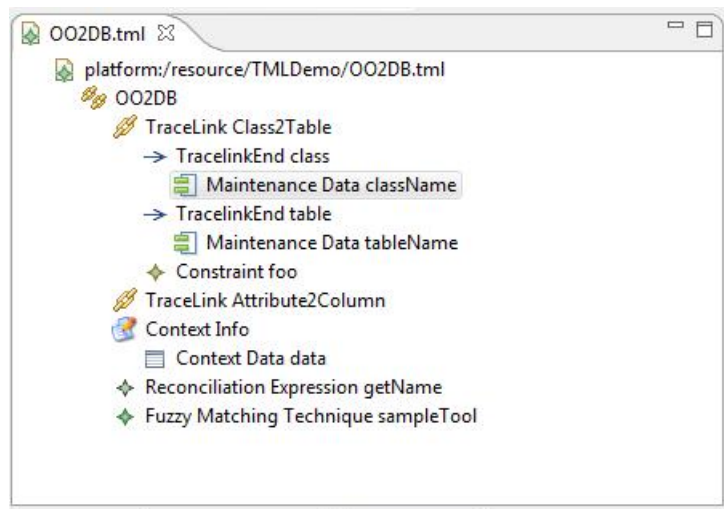 OO2DB.tml
platform:/resource/TMLDemo/OO2DB.tml
OO2DB
TraceLink Class2Table
TracelinkEnd class
Maintenance Data className
TracelinkEnd table
Maintenance Data tableName
Constraint foo
TraceLink Attribute2Column
Context Info
Context Data data
Reconciliation Expression getName
Fuzzy Matching Technique sampleTool